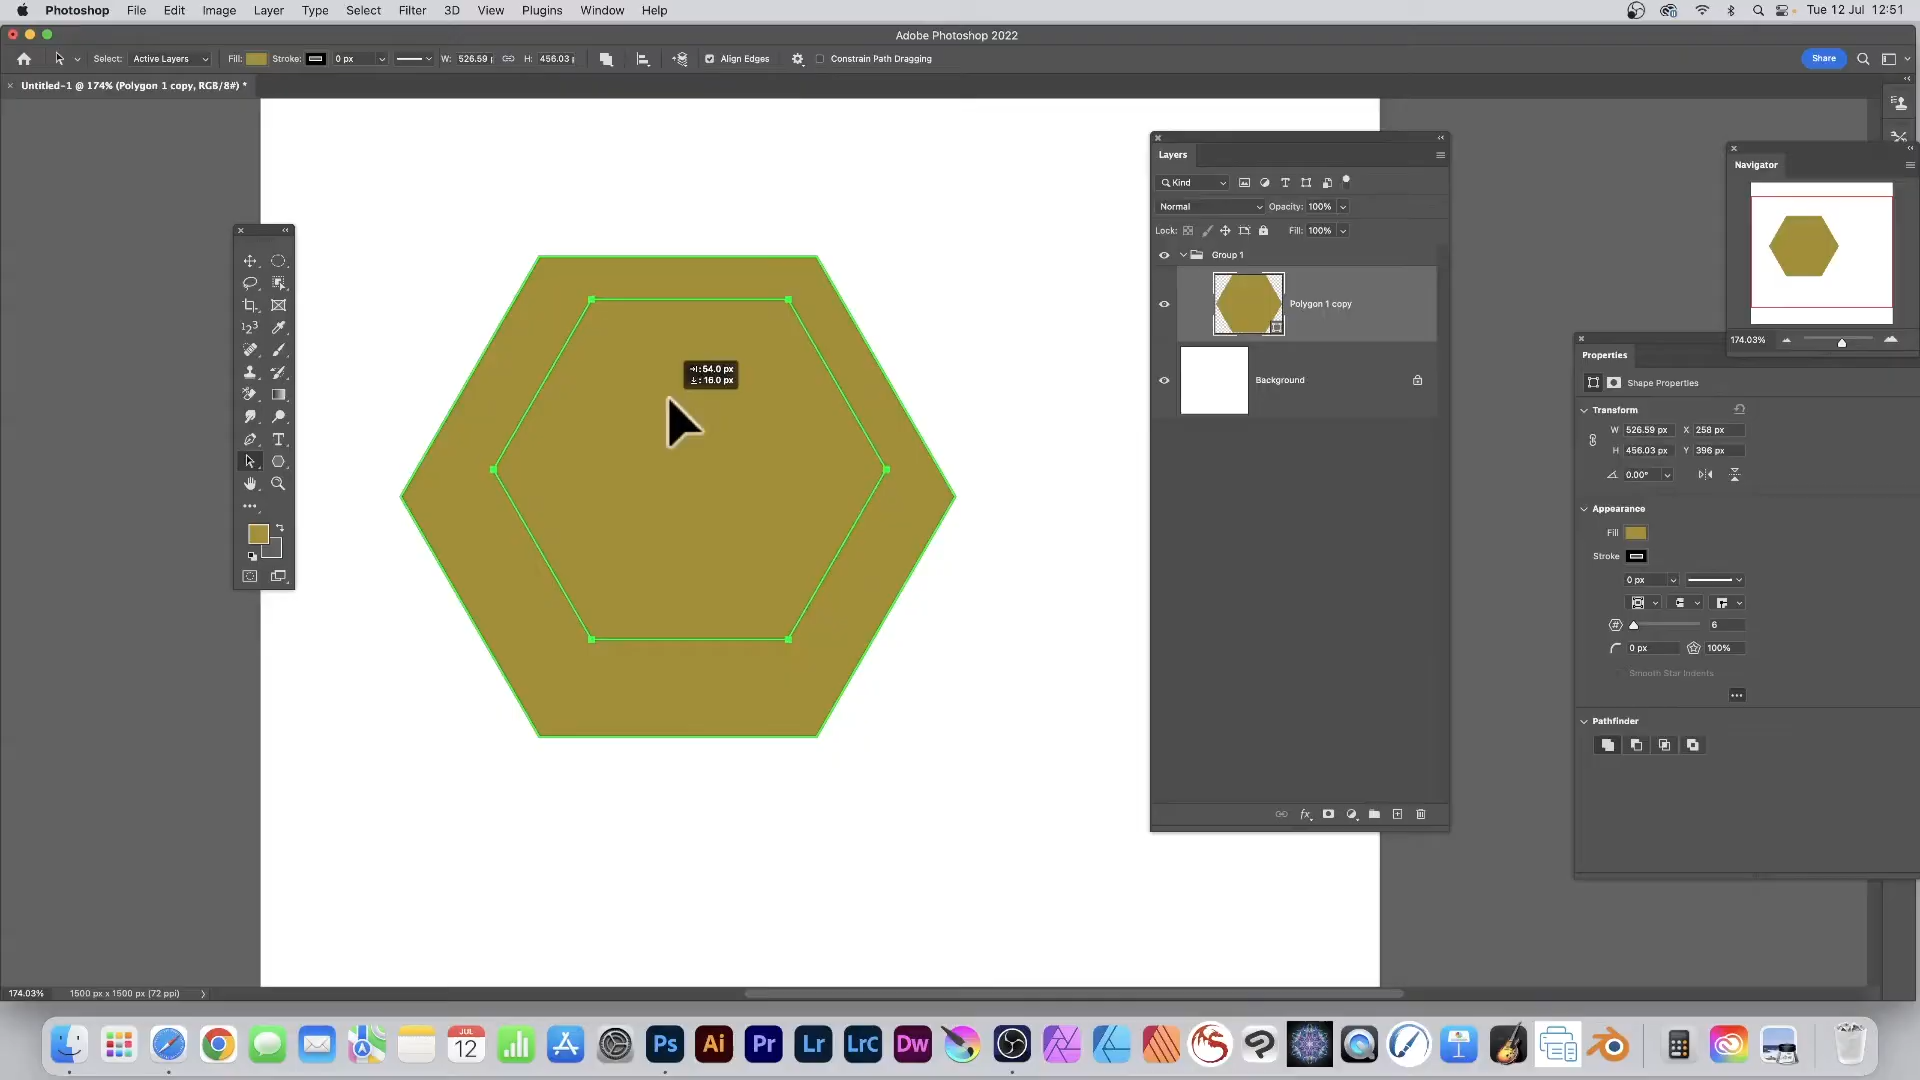 Photoshop File Edit Image Layer Type Select Filter 3D View Plugins Window Help Tue 12 Jul 12:51
Adobe Photoshop 2022
Select: Active Layers Fill: Stroke: 0 px W: 526.59 H: 456.03 Align Edges Constrain Path Dragging Share
Untitled-1 @ 174% (Polygon 1 copy, RGB/8#) *
Layers
Kind
Normal Opacity: 100%
Lock: Fill: 100%
Group 1
Polygon 1 copy
Background
Navigator
174.03%
Properties
Shape Properties
Transform
W 526.59 px X 258 px
H 456.03 px Y 396 px
0.00°
Appearance
Fill
Stroke
0 px
6
0 px 100%
Smooth Star Indents
Pathfinder
:54.0 px
: 16.0 px
174.03% 1500 px x 1500 px (72 ppi)
JUL
12
Ps Ai Pr Lr LrC Dw